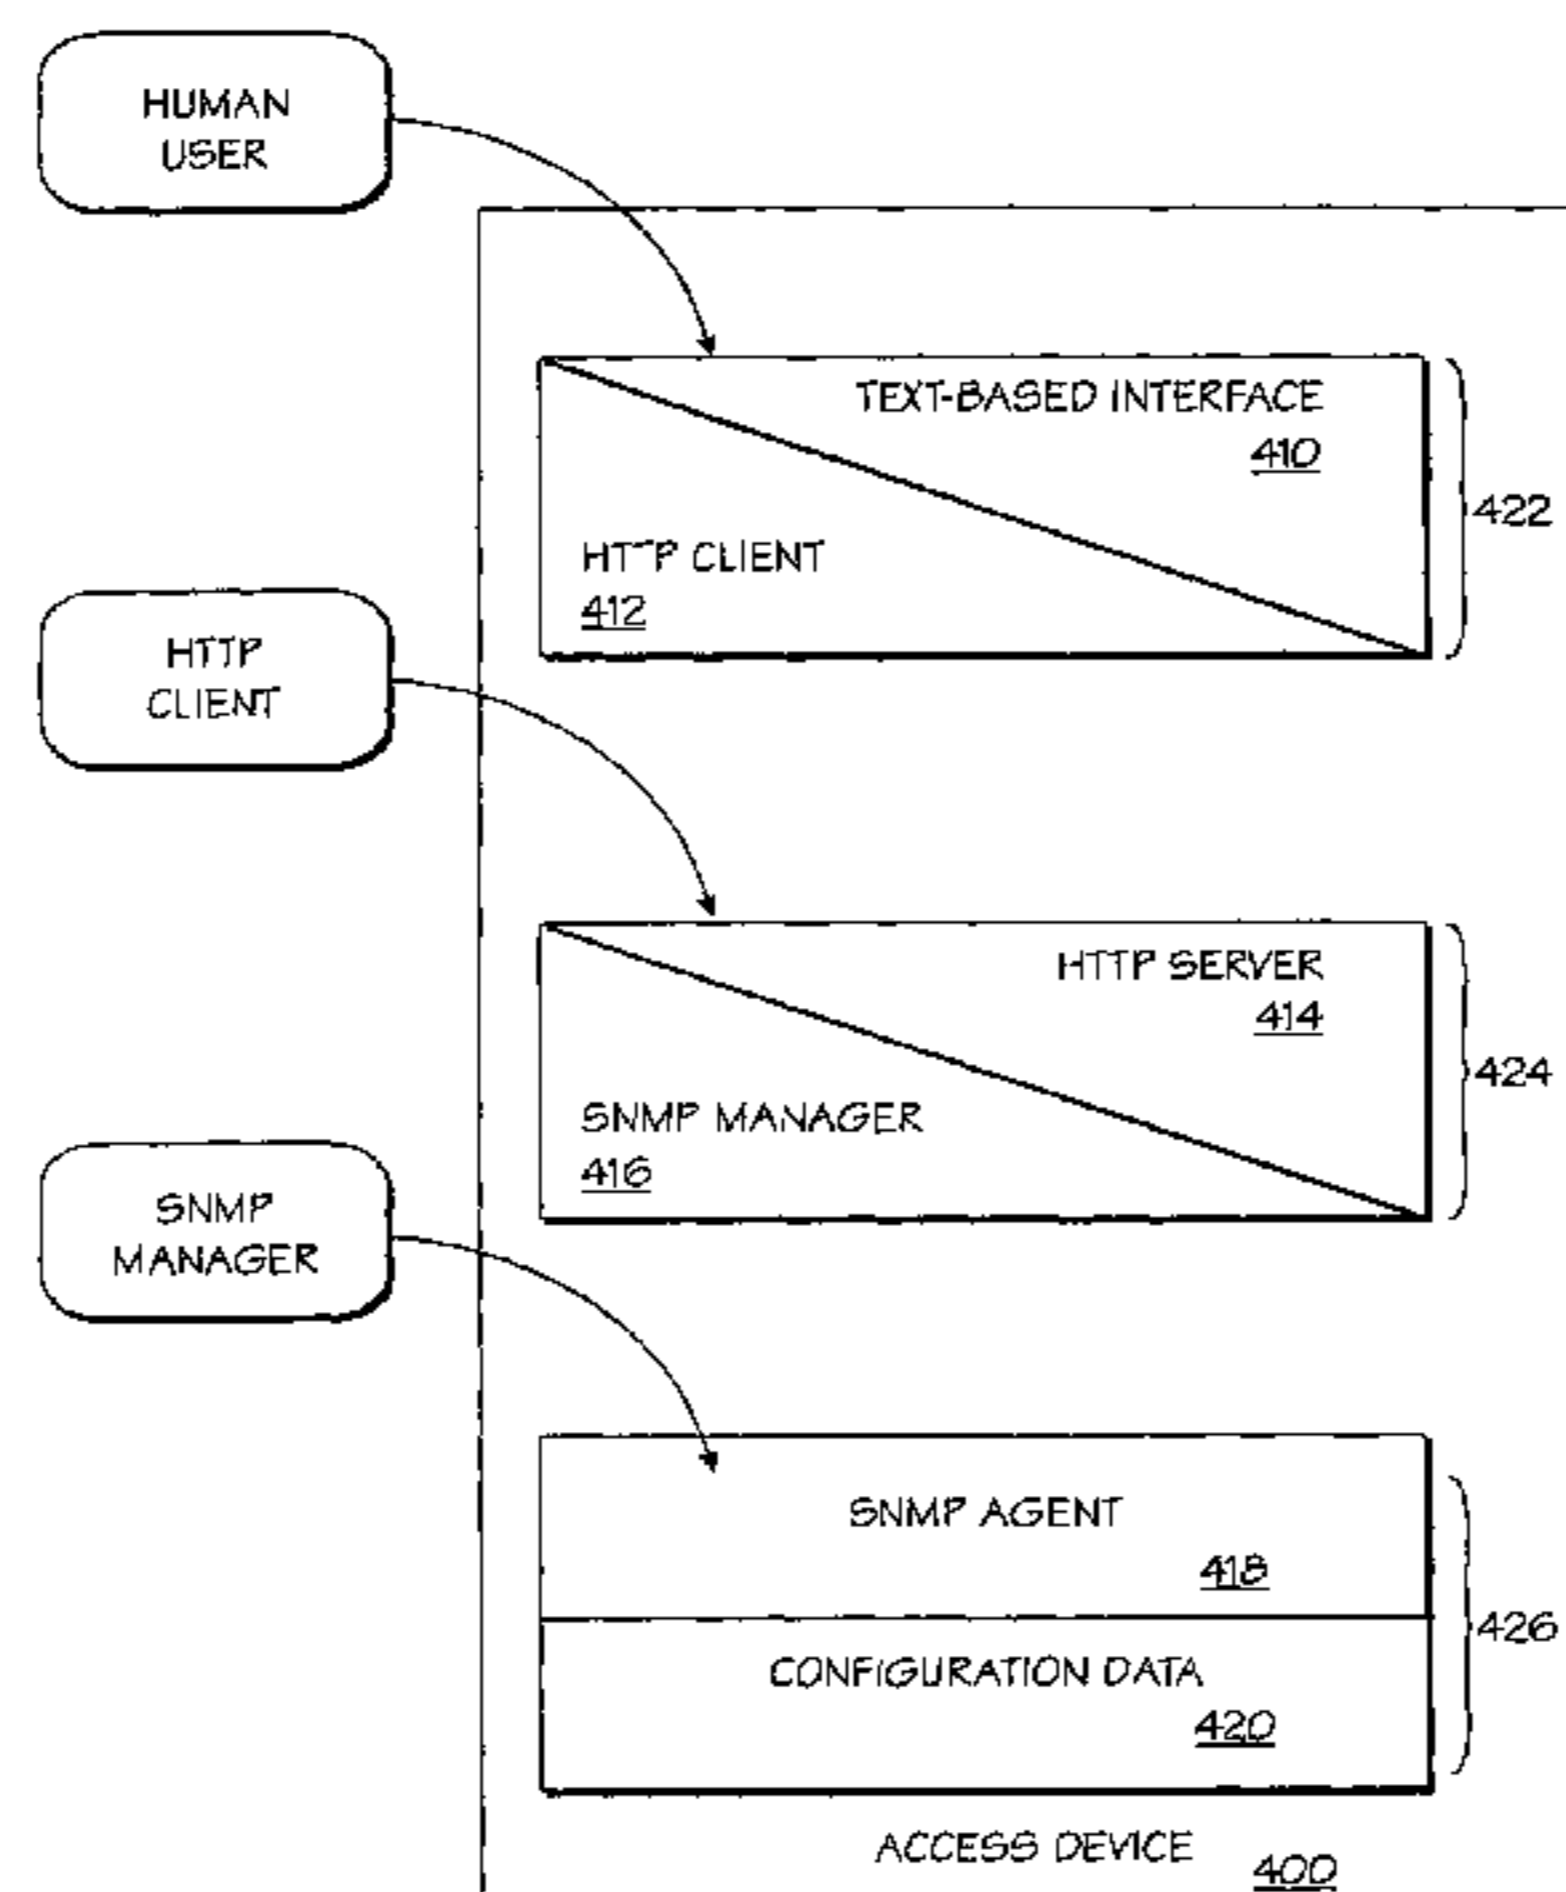 HUMAN
USER
TEXT-BASED INTERFACE
410
422
HTTP CLIENT
412
HTTP
CLIENT
HTTP SERVER
414
424
SNMP MANAGER
416
SNMP
MANAGER
SNMP AGENT
418
426
CONFIGURATION DATA
420
ACCESS DEVICE
400